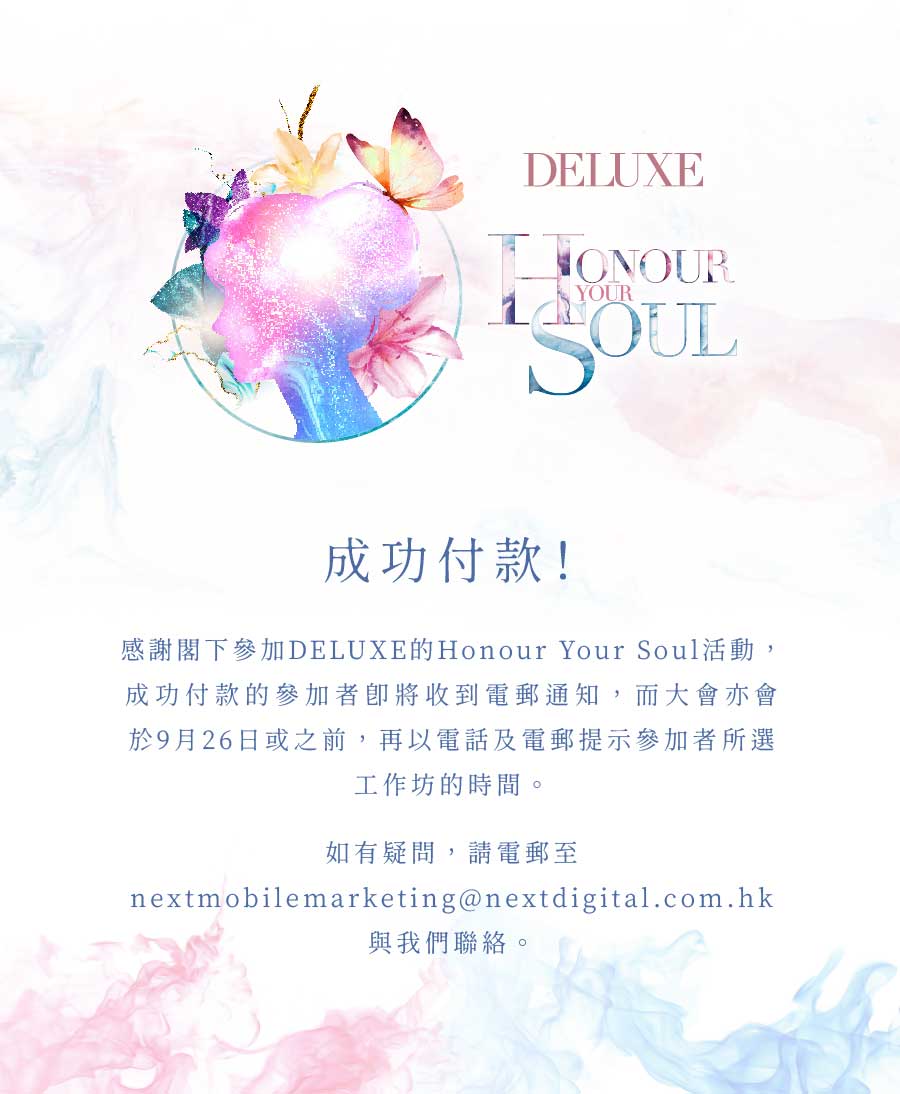 DELUXE
HONOUR
YOUR
SOUL
成功付款!
感謝閣下參加DELUXE的Honour Your Soul活動，
成功付款的參加者即將收到電郵通知，而大會亦會
於9月26日或之前，再以電話及電郵提示參加者所選
工作坊的時間。
如有疑問，請電郵至
nextmobilemarketing@nextdigital.com.hk
與我們聯絡。